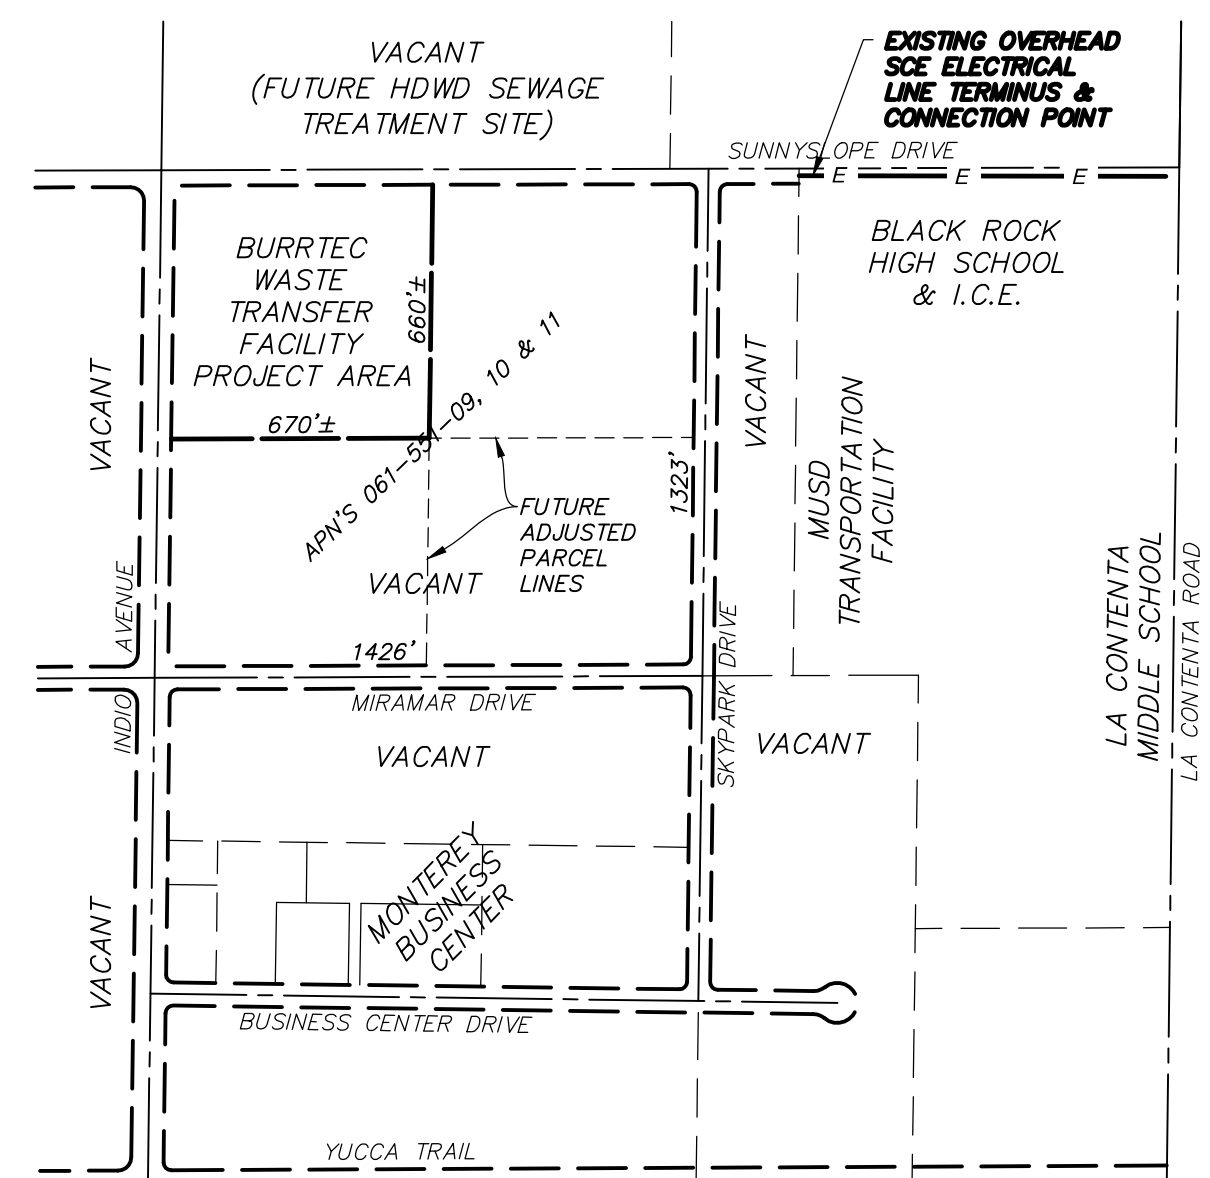 VACANT
(FUTURE HDWD SEWAGE
TREATMENT SITE)
EXISTING OVERHEAD
SCE ELECTRICAL
LINE TERMINUS &
CONNECTION POINT
SUNNYSLOPE DRIVE
E
E
E
BURRTEC
WASTE
TRANSFER
FACILITY
PROJECT AREA
660'±
670'±
APN'S 061-551-09, 10 & 11
BLACK ROCK
HIGH SCHOOL
& I.C.E.
VACANT
VACANT
MUSD
TRANSPORTATION
FACILITY
1323'
FUTURE
ADJUSTED
PARCEL
LINES
VACANT
1426'
INDIO AVENUE
MIRAMAR DRIVE
SKYPARK DRIVE
LA CONTENTA
MIDDLE SCHOOL
LA CONTENTA ROAD
VACANT
VACANT
MONTEREY
BUSINESS
CENTER
VACANT
BUSINESS CENTER DRIVE
YUCCA TRAIL